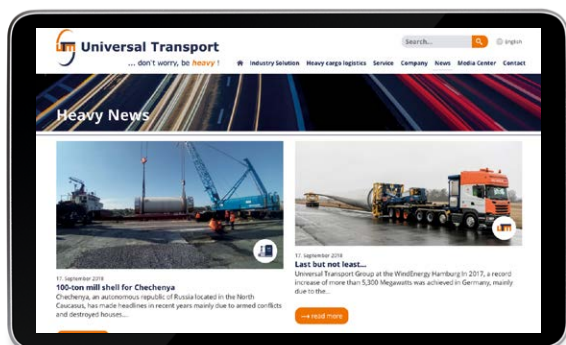 Universal Transport
... don't worry, be heavy !
Search...
English
Industry Solution Heavy cargo logistics Service Company News Media Center Contact
Heavy News
17. September 2018
100-ton mill shell for Chechenya
Chechenya, an autonomous republic of Russia located in the North
Caucasus, has made headlines in recent years mainly due to armed conflicts
and destroyed houses....
17. September 2018
Last but not least...
Universal Transport Group at the WindEnergy Hamburg In 2017, a record
increase of more than 5,300 Megawatts was achieved in Germany, mainly
due to the...
read more